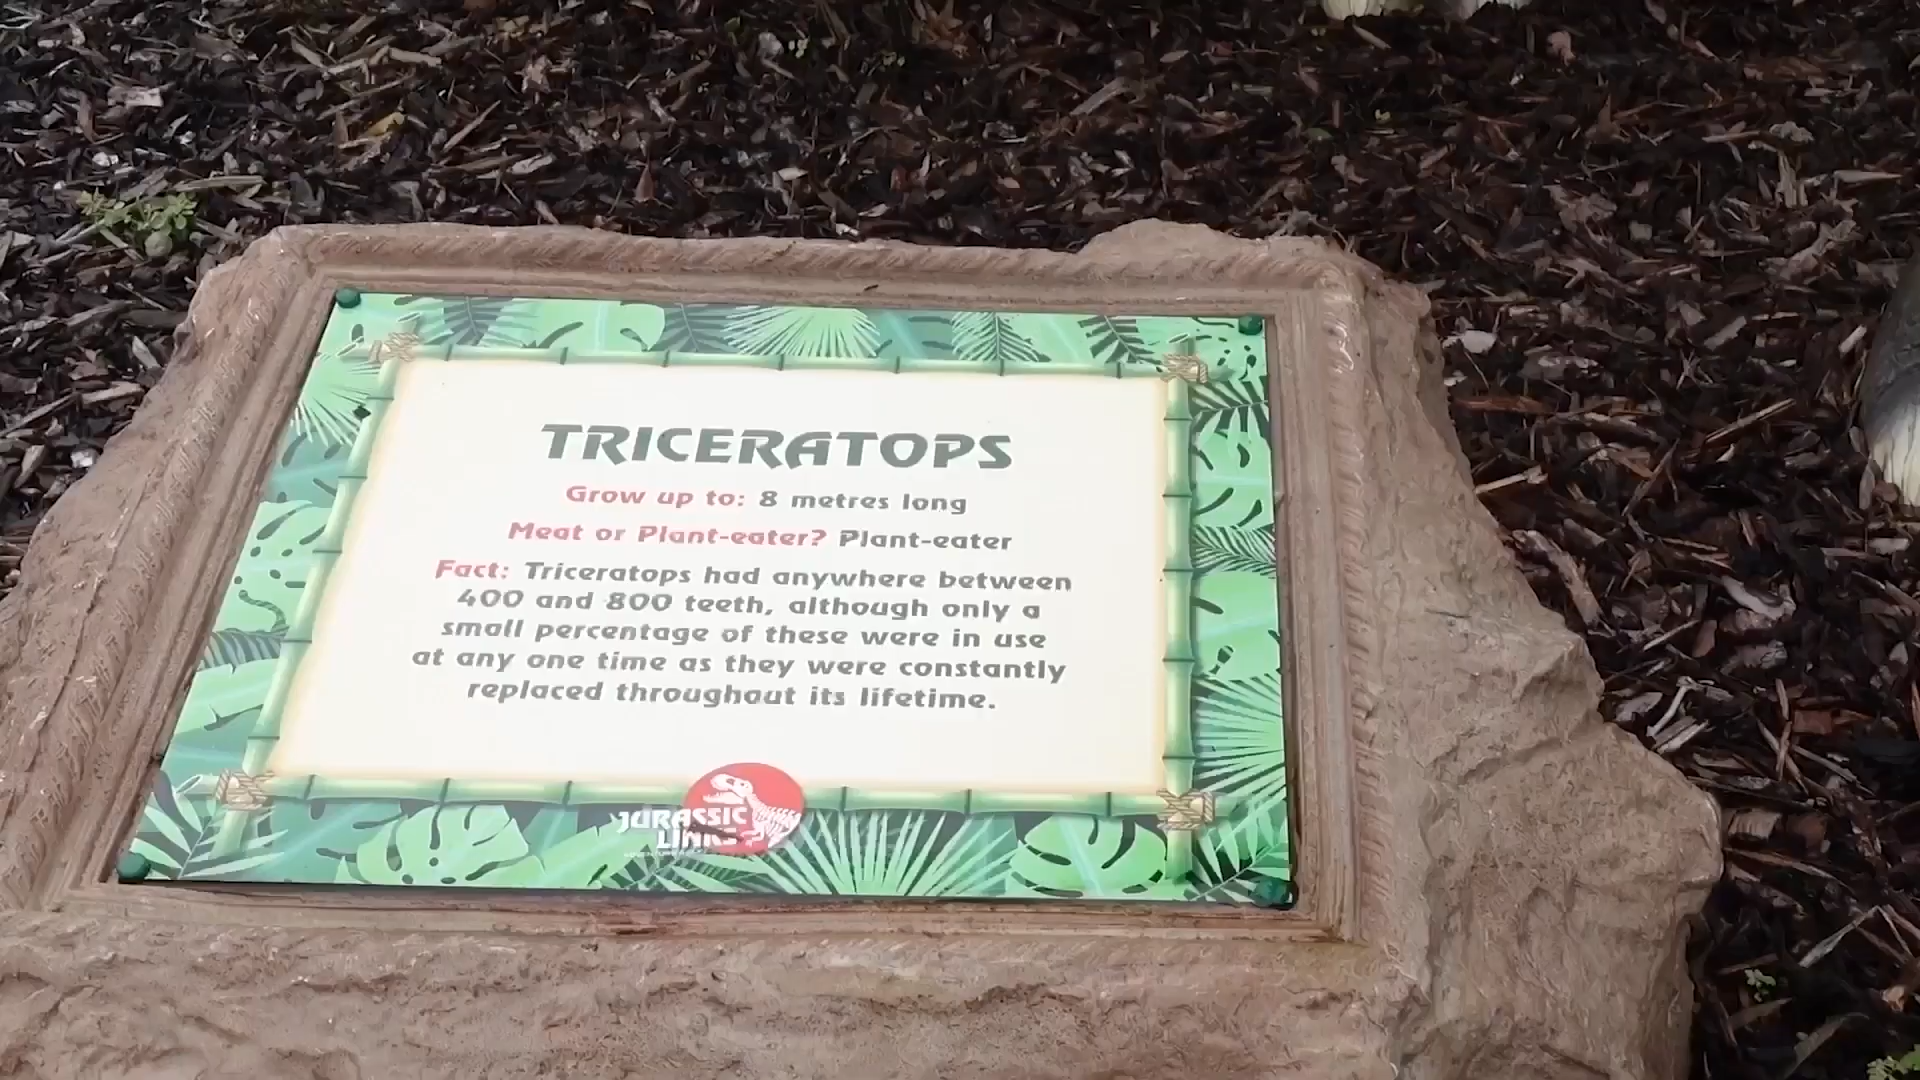 TRICERATOPS
Grow up to: 8 metres long
Meat or Plant-eater? Plant-eater
Fact: Triceratops had anywhere between
400 and 800 teeth, although only a
small percentage of these were in use
at any one time as they were constantly
replaced throughout its lifetime.
JURASSIC
LINKS